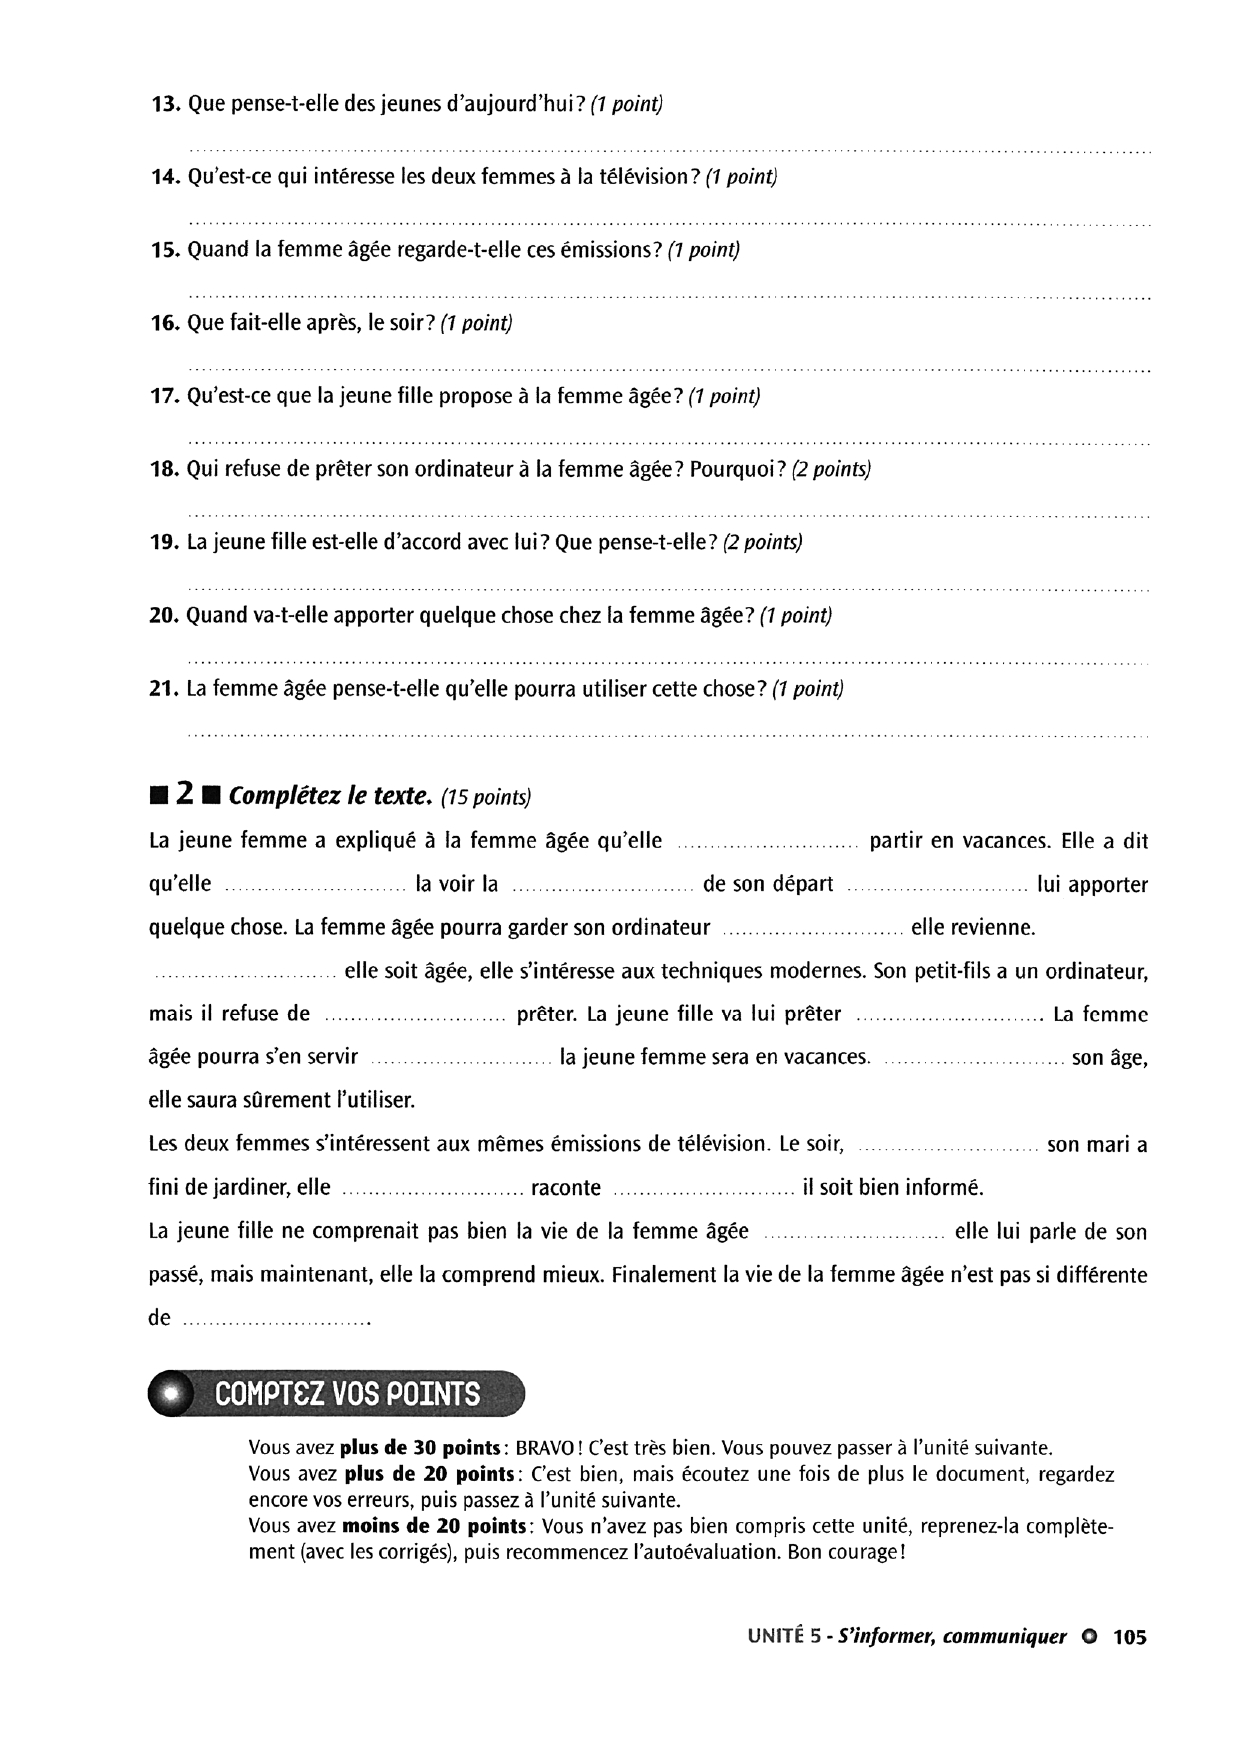 13. Que pense-t-elle des jeunes d'aujourd'hui? (1 point)
14. Qu'est-ce qui intéresse les deux femmes à la télévision? (1 point)
15. Quand la femme âgée regarde-t-elle ces émissions? (1 point)
16. Que fait-elle après, le soir? (1 point)
17. Qu'est-ce que la jeune fille propose à la femme âgée? (1 point)
18. Qui refuse de prêter son ordinateur à la femme âgée? Pourquoi? (2 points)
19. La jeune fille est-elle d'accord avec lui? Que pense-t-elle? (2 points)
20. Quand va-t-elle apporter quelque chose chez la femme âgée? (1 point)
21. La femme âgée pense-t-elle qu'elle pourra utiliser cette chose? (1 point)
■ 2 ■ Complétez le texte. (15 points)
La jeune femme a expliqué à la femme âgée qu'elle ........................... partir en vacances. Elle a dit
qu'elle ........................... la voir la ........................... de son départ ........................... lui apporter
quelque chose. La femme âgée pourra garder son ordinateur ........................... elle revienne.
........................... elle soit âgée, elle s'intéresse aux techniques modernes. Son petit-fils a un ordinateur,
mais il refuse de ........................... prêter. La jeune fille va lui prêter ........................... . La femme
âgée pourra s'en servir ........................... la jeune femme sera en vacances. ........................... son âge,
elle saura sûrement l'utiliser.
Les deux femmes s'intéressent aux mêmes émissions de télévision. Le soir, ........................... son mari a
fini de jardiner, elle ........................... raconte ........................... il soit bien informé.
La jeune fille ne comprenait pas bien la vie de la femme âgée ........................... elle lui parle de son
passé, mais maintenant, elle la comprend mieux. Finalement la vie de la femme âgée n'est pas si différente
de ........................... .
COMPTEZ VOS POINTS
Vous avez plus de 30 points: BRAVO! C'est très bien. Vous pouvez passer à l'unité suivante.
Vous avez plus de 20 points: C'est bien, mais écoutez une fois de plus le document, regardez
encore vos erreurs, puis passez à l'unité suivante.
Vous avez moins de 20 points: Vous n'avez pas bien compris cette unité, reprenez-la complète-
ment (avec les corrigés), puis recommencez l'autoévaluation. Bon courage!
UNITÉ 5 - S'informer, communiquer 105